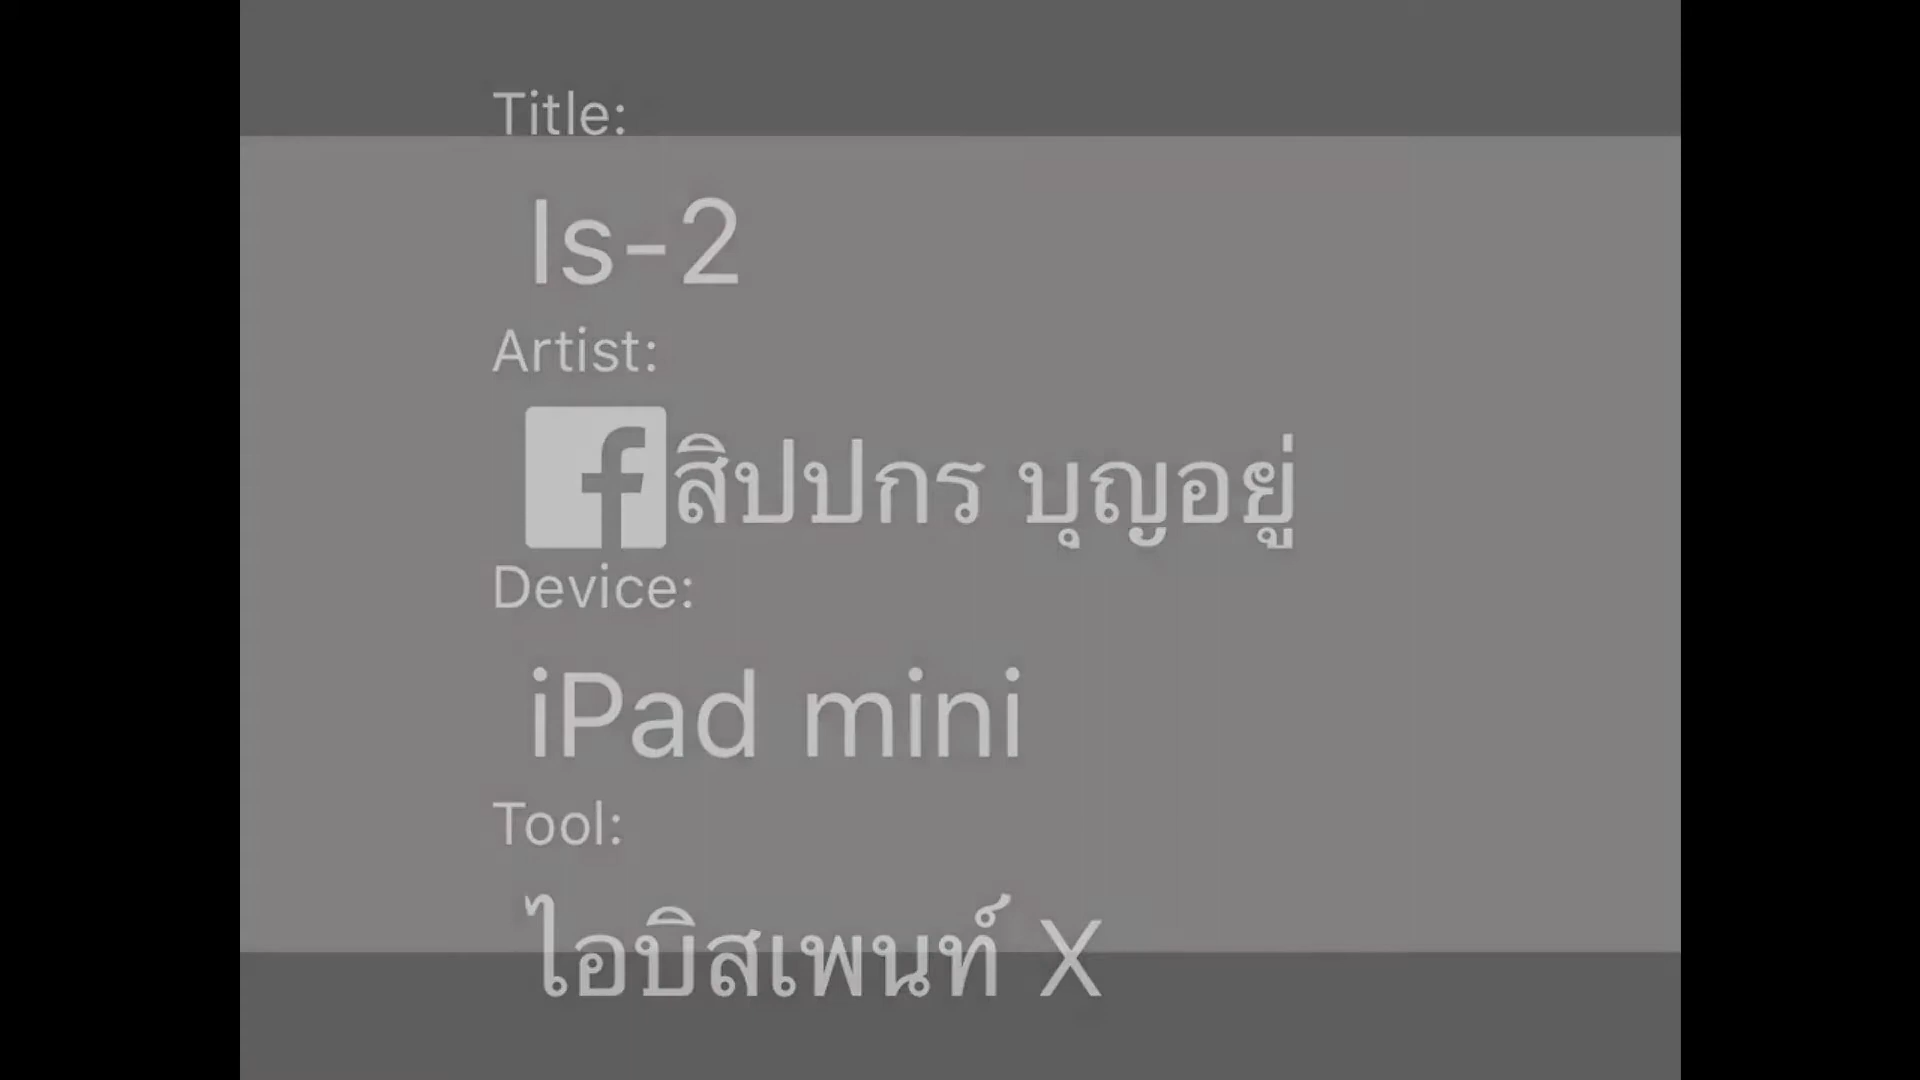 Title:
Is-2
Artist:
สิปปกร บุญอยู่
Device:
iPad mini
Tool:
ไอบิสเพนท์ X